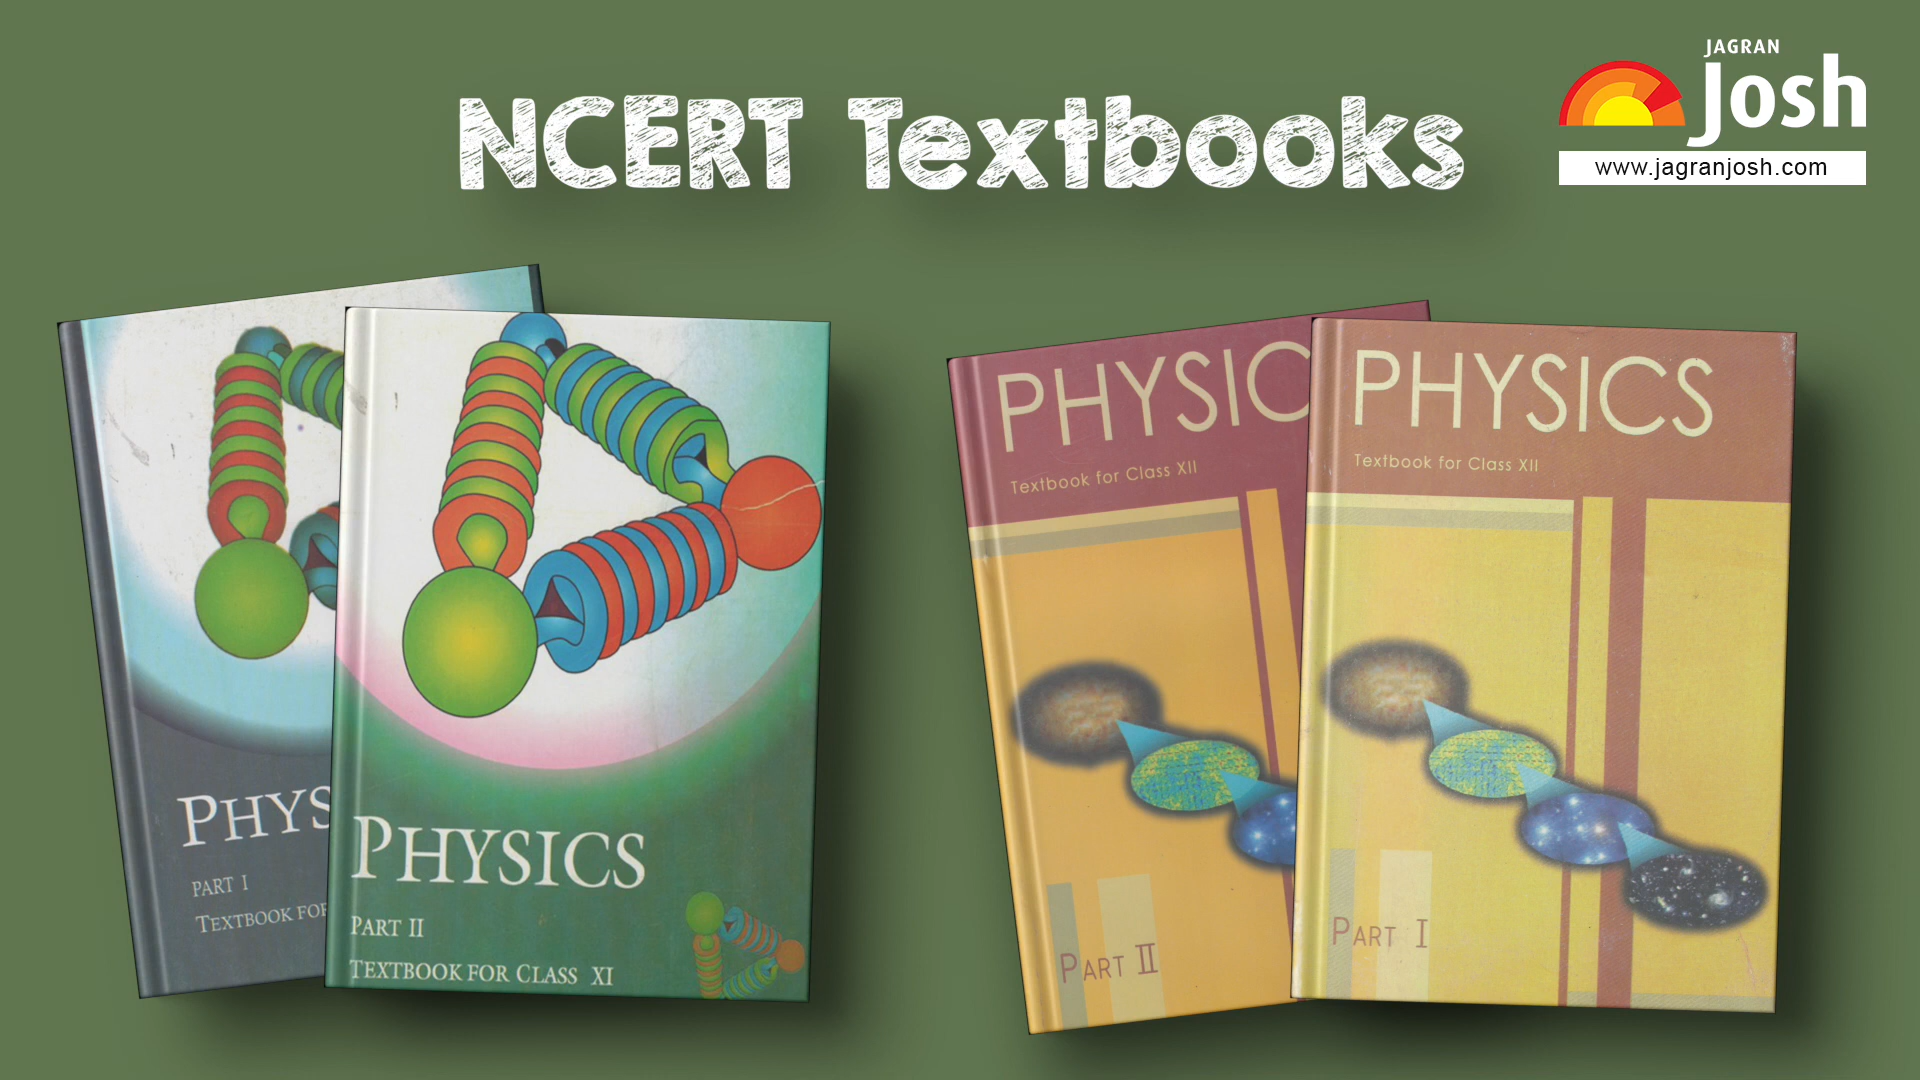 NCERT Textbooks
JAGRAN
Josh
www.jagranjosh.com
PHYS
PART I
TEXTBOOK FOR
PHYSICS
PART II
TEXTBOOK FOR CLASS XI
PHYSIC
Textbook for Class XII
PART II
PHYSICS
Textbook for Class XII
PART I